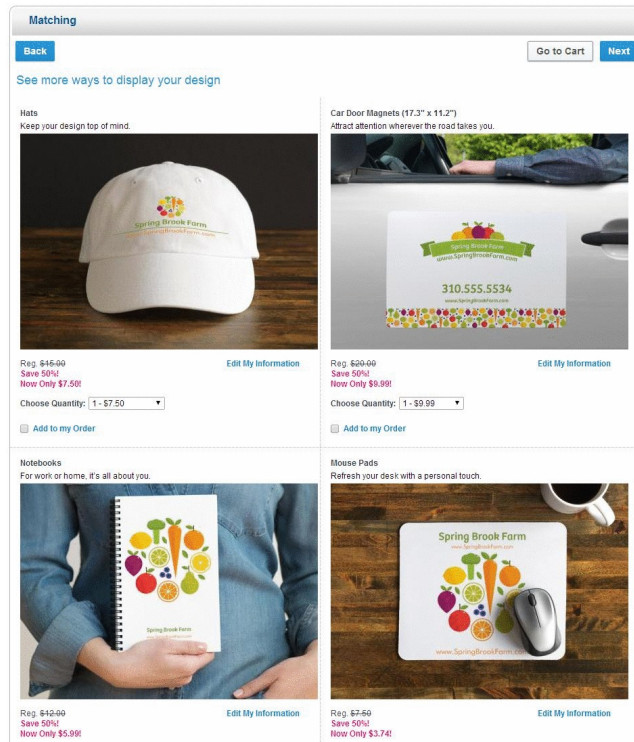 Matching
Back
Go to Cart
Next
See more ways to display your design
Hats
Keep your design top of mind.
Spring Brook Farm
www.SpringBrookFarm.com
Reg. $15.00
Edit My Information
Save 50%!
Now Only $7.50!
Choose Quantity: 1 - $7.50
Add to my Order
Car Door Magnets (17.3" x 11.2")
Attract attention wherever the road takes you.
Spring Brook Farm
www.SpringBrookFarm.com
310.555.5534
www.SpringBrookFarm.com
Reg. $20.00
Edit My Information
Save 50%!
Now Only $9.99!
Choose Quantity: 1 - $9.99
Add to my Order
Notebooks
For work or home, it's all about you.
Spring Brook Farm
www.SpringBrookFarm.com
Reg. $12.00
Edit My Information
Save 50%!
Now Only $5.99!
Mouse Pads
Refresh your desk with a personal touch.
Spring Brook Farm
www.SpringBrookFarm.com
www.SpringBrookFarm.com
Reg. $7.50
Edit My Information
Save 50%!
Now Only $3.74!